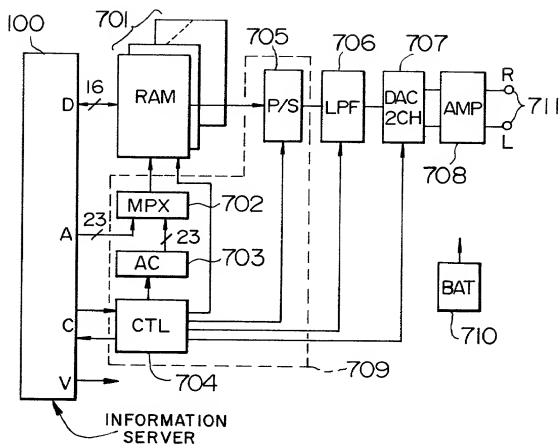 701
100
705
706
707
16
D
RAM
P/S
LPF
DAC
2CH
AMP
R
L
711
708
MPX
702
23
A
23
AC
703
BAT
C
CTL
710
V
704
709
INFORMATION
SERVER